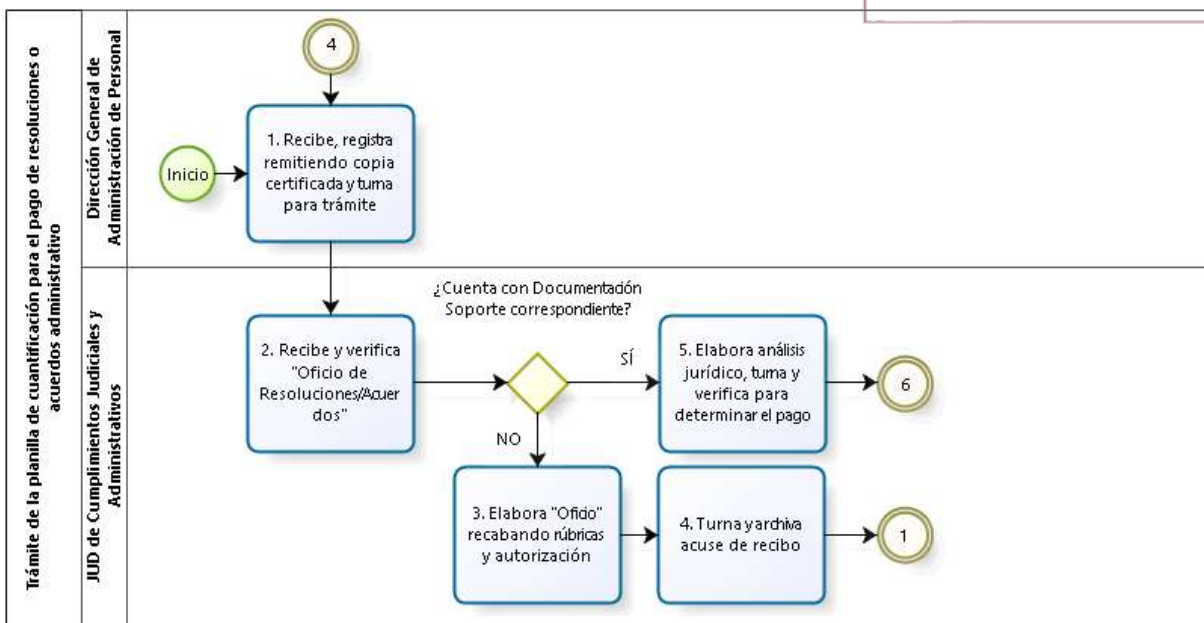 Trámite de la planilla de cuantificación para el pago de resoluciones o
acuerdos administrativo
Dirección General de
Administración de Personal
4
Inicio
1. Recibe, registra
remitiendo copia
certificada y turna
para trámite
JUD de Cumplimientos Judiciales y
Administrativos
2. Recibe y verifica
"Oficio de
Resoluciones/Acuer
dos"
¿Cuenta con Documentación
Soporte correspondiente?
SÍ
5. Elabora análisis
jurídico, turna y
verifica para
determinar el pago
6
NO
3. Elabora "Oficio"
recabando rúbricas
y autorización
4. Turna y archiva
acuse de recibo
1